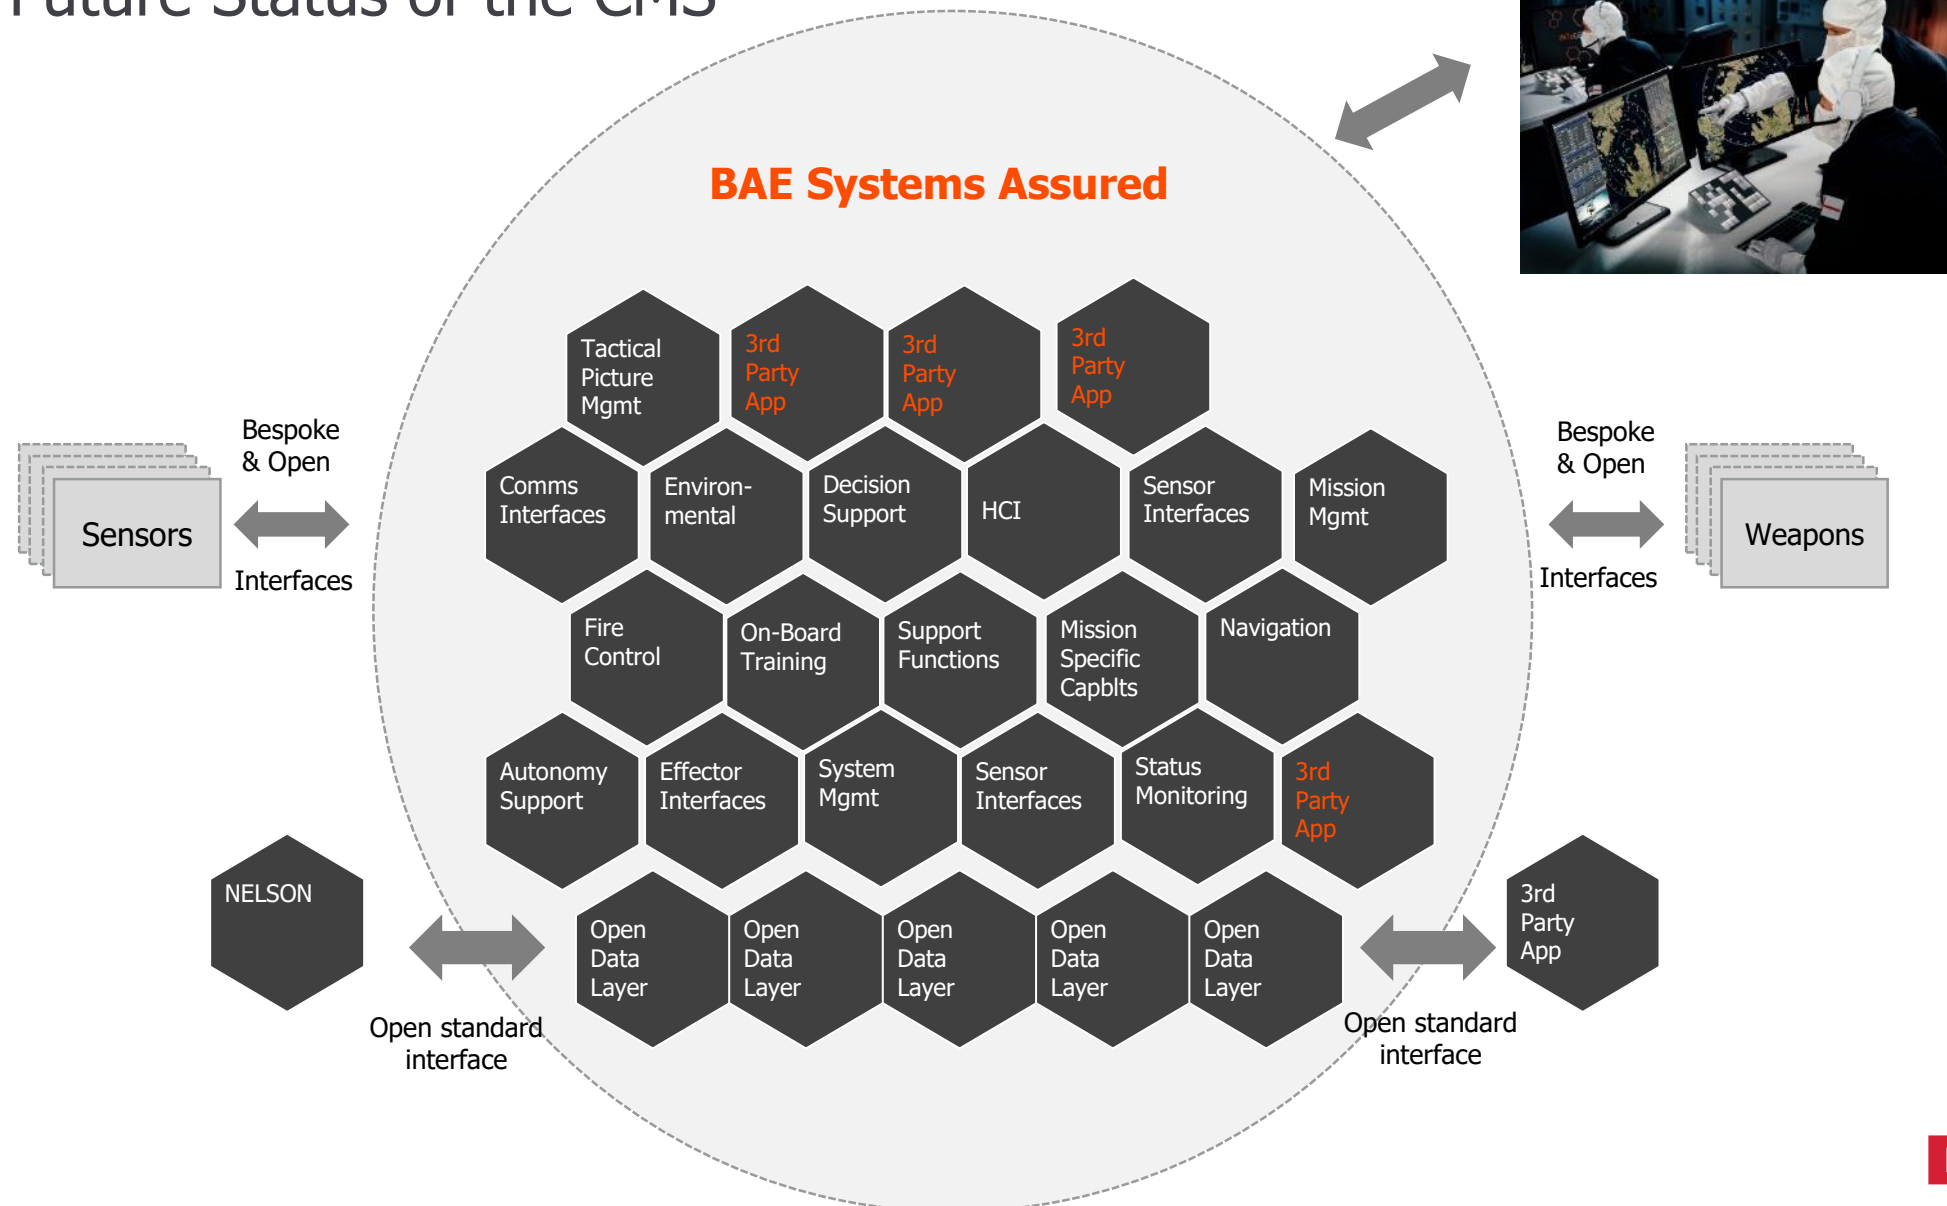 Future Status of the CMS
BAE Systems Assured
Tactical
Picture
Mgmt
3rd
Party
App
3rd
Party
App
3rd
Party
App
Bespoke
& Open
Sensors
Interfaces
Comms
Interfaces
Environ-
mental
Decision
Support
HCI
Sensor
Interfaces
Mission
Mgmt
Bespoke
& Open
Weapons
Interfaces
Fire
Control
On-Board
Training
Support
Functions
Mission
Specific
Capblts
Navigation
Autonomy
Support
Effector
Interfaces
System
Mgmt
Sensor
Interfaces
Status
Monitoring
3rd
Party
App
NELSON
Open standard
interface
Open
Data
Layer
Open
Data
Layer
Open
Data
Layer
Open
Data
Layer
Open
Data
Layer
3rd
Party
App
Open standard
interface